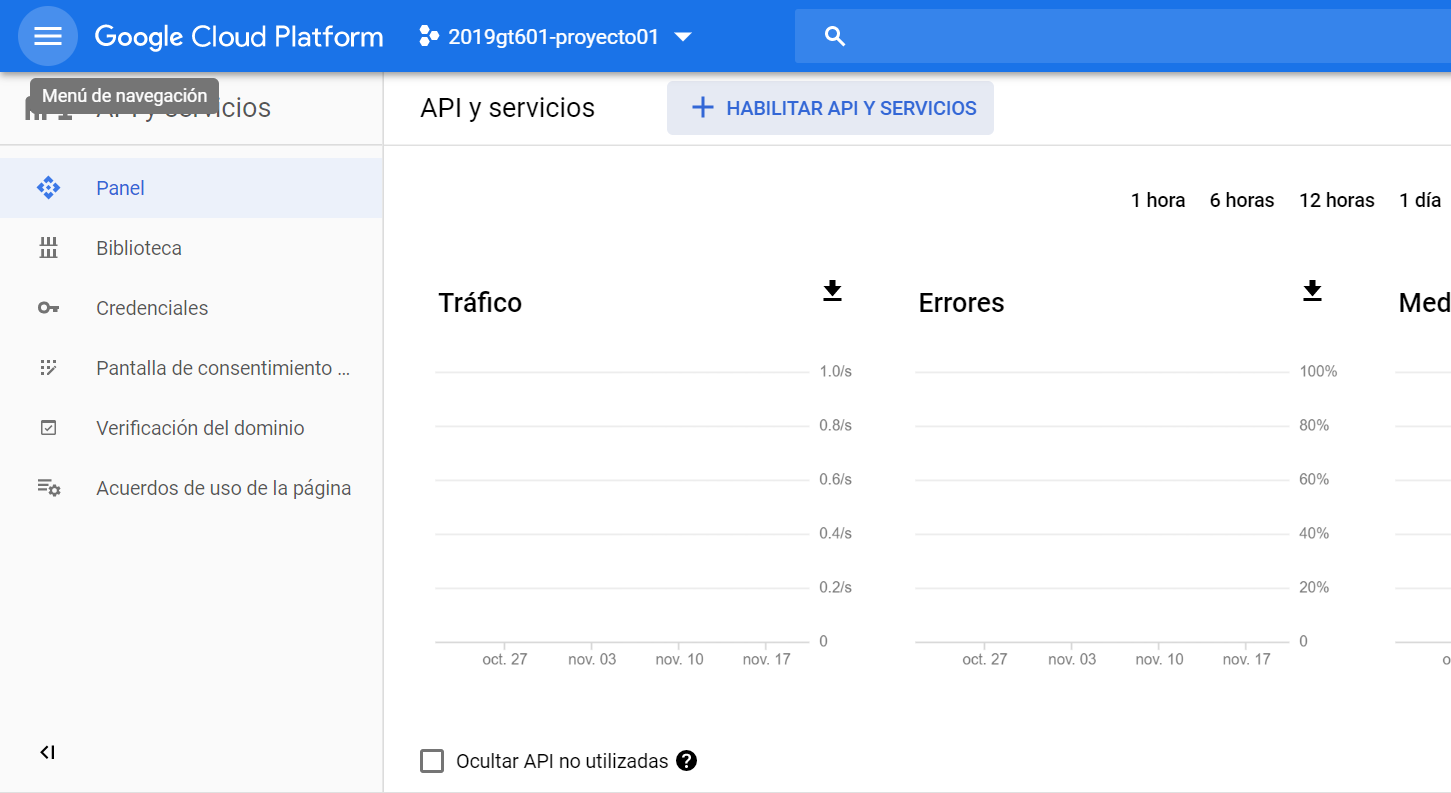 Google Cloud Platform
2019gt601-proyecto01
Menú de navegación
API y servicios
Panel
Biblioteca
Credenciales
Pantalla de consentimiento ...
Verificación del dominio
Acuerdos de uso de la página
API y servicios
HABILITAR API Y SERVICIOS
1 hora 6 horas 12 horas 1 día
Tráfico
1.0/s
0.8/s
0.6/s
0.4/s
0.2/s
0
oct. 27 nov. 03 nov. 10 nov. 17
Errores
100%
80%
60%
40%
20%
0
oct. 27 nov. 03 nov. 10 nov. 17
Med
o
Ocultar API no utilizadas ?